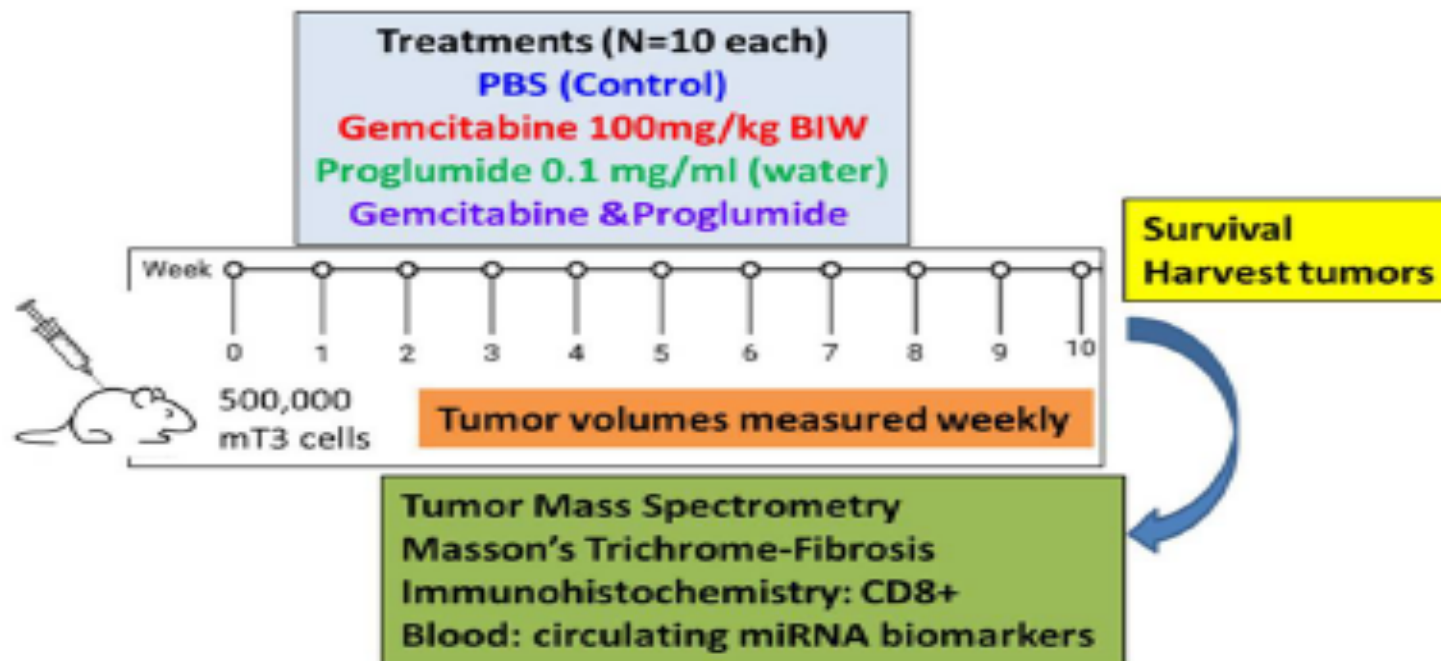 Treatments (N=10 each)
PBS (Control)
Gemcitabine 100mg/kg BIW
Proglumide 0.1 mg/ml (water)
Gemcitabine &Proglumide
Survival
Harvest tumors
Week
0 1 2 3 4 5 6 7 8 9 10
500,000
mT3 cells
Tumor volumes measured weekly
Tumor Mass Spectrometry
Masson's Trichrome-Fibrosis
Immunohistochemistry: CD8+
Blood: circulating miRNA biomarkers